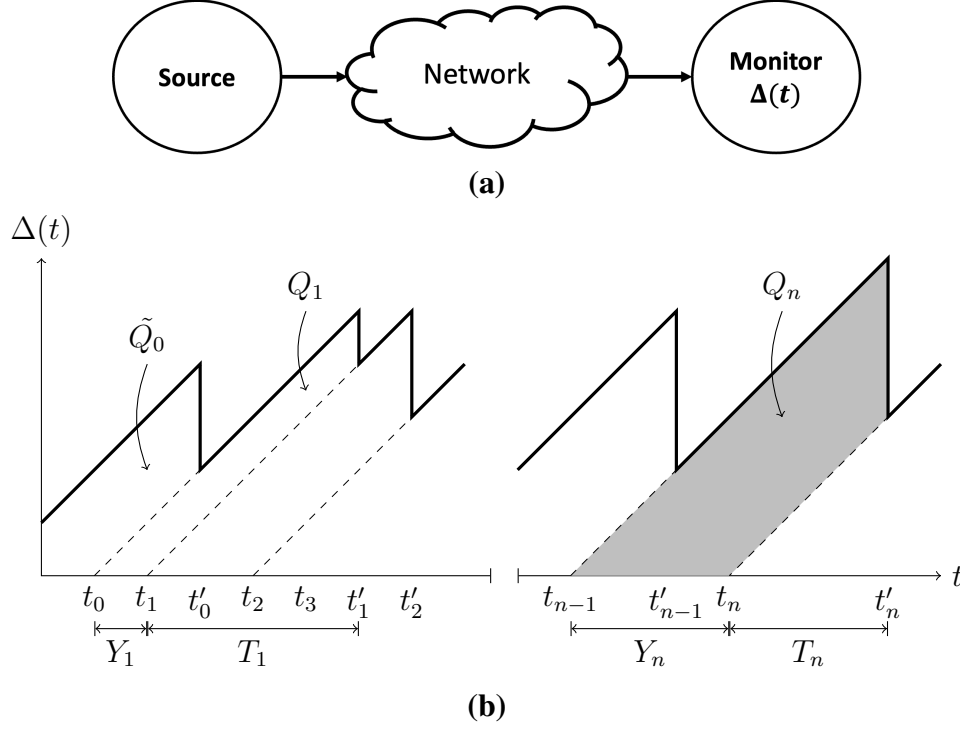 Source
Network
Monitor
Δ(t)
(a)
Δ(t)
Q̃₀
Q₁
Qₙ
t₀ t₁ t′₀ t₂ t₃ t′₁ t′₂ tₙ₋₁ t′ₙ₋₁ tₙ t′ₙ t
Y₁ T₁ Yₙ Tₙ
(b)